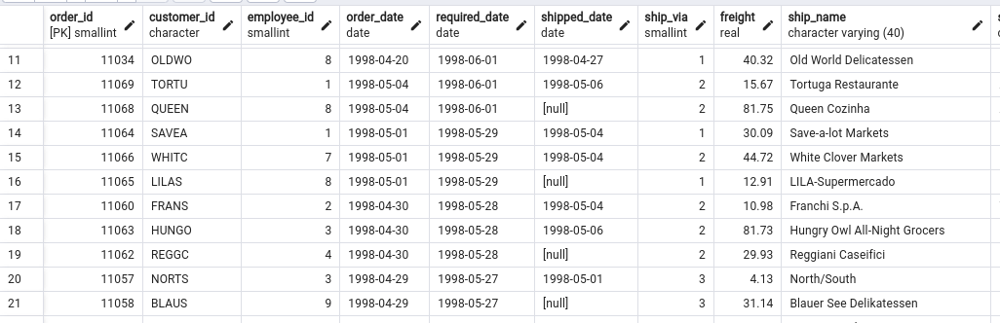 order_id customer_id employee_id order_date required_date shipped_date ship_via freight ship_name
[PK] smallint character smallint date date date smallint real character varying (40)
11 11034 OLDWO 8 1998-04-20 1998-06-01 1998-04-27 1 40.32 Old World Delicatessen
12 11069 TORTU 1 1998-05-04 1998-06-01 1998-05-06 2 15.67 Tortuga Restaurante
13 11068 QUEEN 8 1998-05-04 1998-06-01 [null] 2 81.75 Queen Cozinha
14 11064 SAVEA 1 1998-05-01 1998-05-29 1998-05-04 1 30.09 Save-a-lot Markets
15 11066 WHITC 7 1998-05-01 1998-05-29 1998-05-04 2 44.72 White Clover Markets
16 11065 LILAS 8 1998-05-01 1998-05-29 [null] 1 12.91 LILA-Supermercado
17 11060 FRANS 2 1998-04-30 1998-05-28 1998-05-04 2 10.98 Franchi S.p.A.
18 11063 HUNGO 3 1998-04-30 1998-05-28 1998-05-06 2 81.73 Hungry Owl All-Night Grocers
19 11062 REGGC 4 1998-04-30 1998-05-28 [null] 2 29.93 Reggiani Caseifici
20 11057 NORTS 3 1998-04-29 1998-05-27 1998-05-01 3 4.13 North/South
21 11058 BLAUS 9 1998-04-29 1998-05-27 [null] 3 31.14 Blauer See Delikatessen